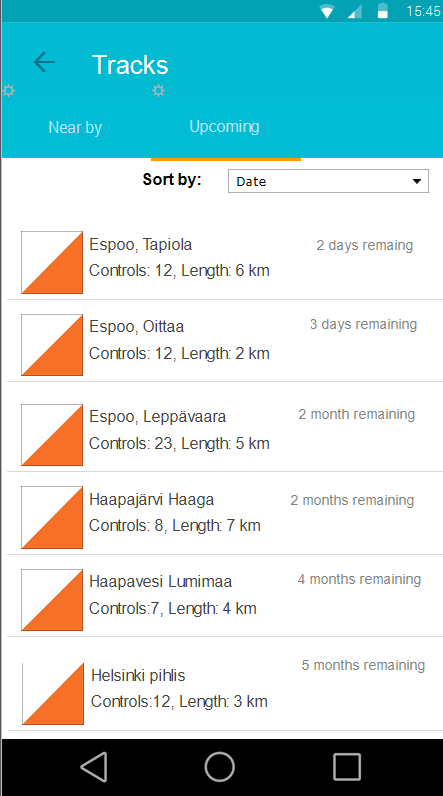 15:45
Tracks
Near by
Upcoming
Sort by: Date
Espoo, Tapiola
2 days remaing
Controls: 12, Length: 6 km
Espoo, Oittaa
3 days remaining
Controls: 12, Length: 2 km
Espoo, Leppävaara
2 month remaining
Controls: 23, Length: 5 km
Haapajärvi Haaga
2 months remaining
Controls: 8, Length: 7 km
Haapavesi Lumimaa
4 months remaining
Controls:7, Length: 4 km
Helsinki pihlis
5 months remaining
Controls:12, Length: 3 km